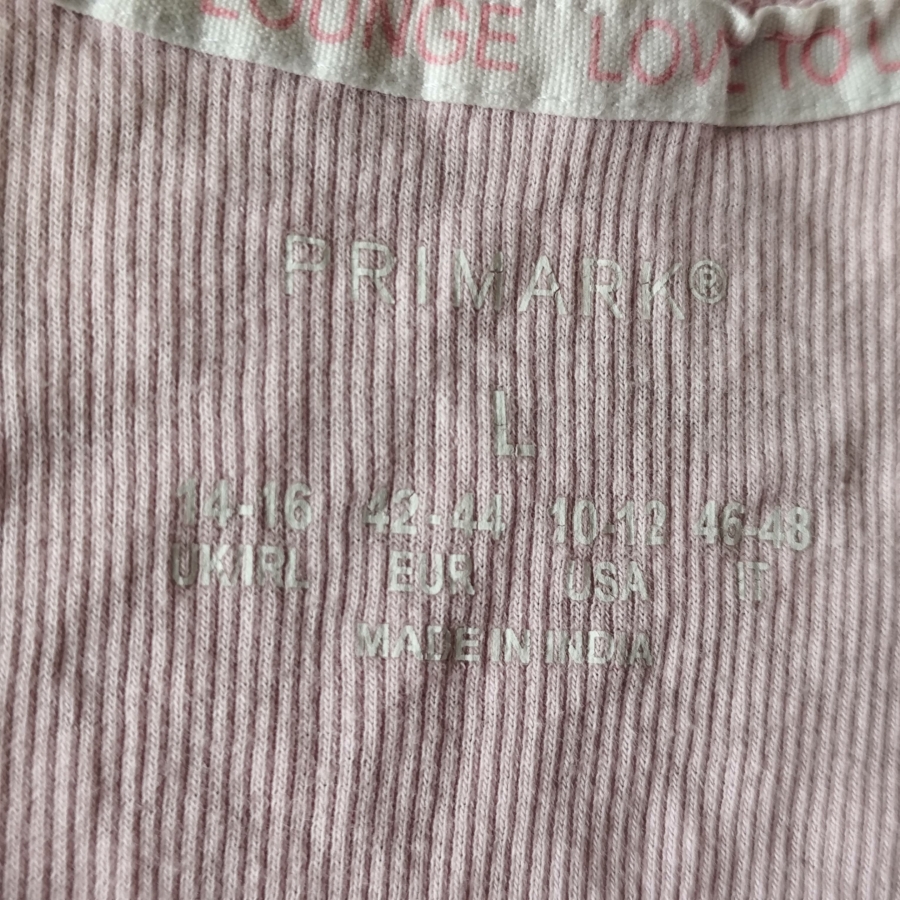 LOUNGE LOVE TO
PRIMARK®
L
14-16 42-44 10-12 46-48
UK/IRL EUR USA IT
MADE IN INDIA